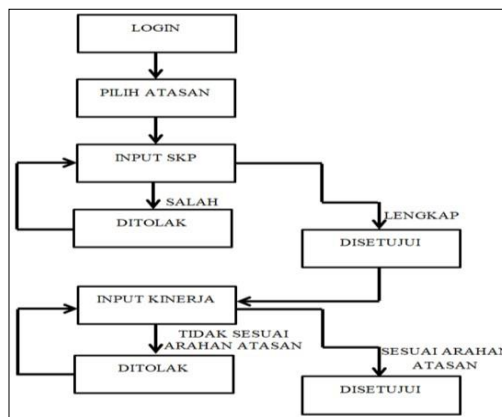 LOGIN
PILIH ATASAN
INPUT SKP
SALAH
DITOLAK
LENGKAP
DISETUJUI
INPUT KINERJA
TIDAK SESUAI
ARAHAN ATASAN
DITOLAK
SESUAI ARAHAN
ATASAN
DISETUJUI